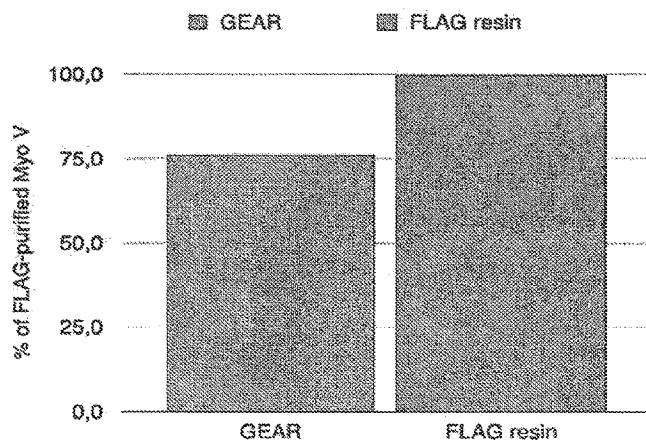 GEAR FLAG resin
% of FLAG-purified Myo V
100,0
75,0
50,0
25,0
0,0
GEAR FLAG resin